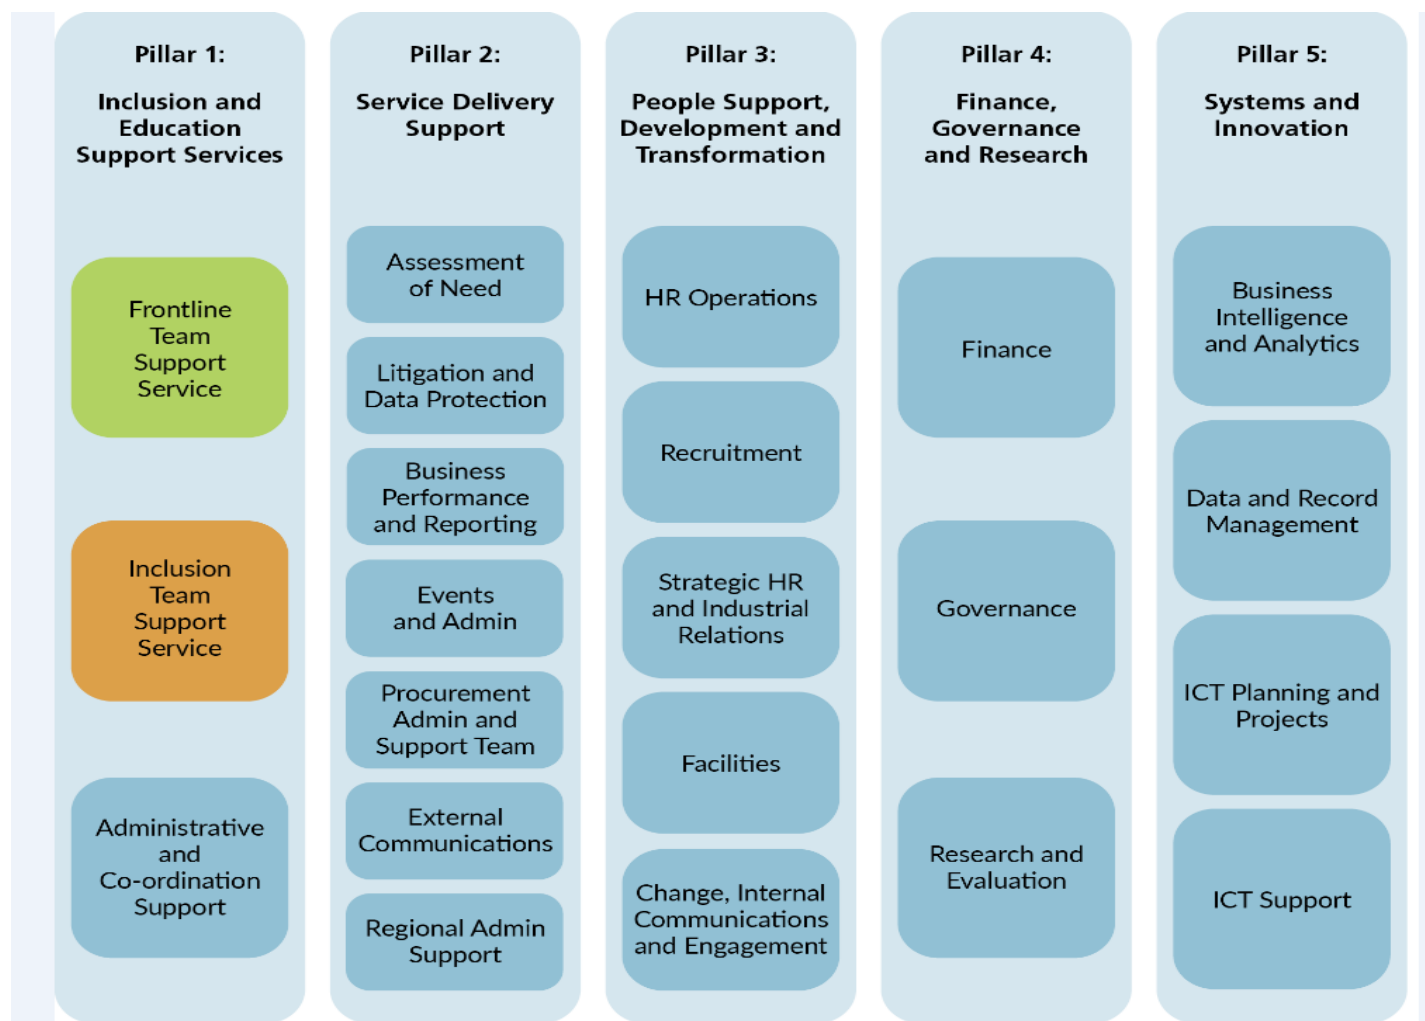 Pillar 1:
Inclusion and
Education
Support Services
Frontline
Team
Support
Service
Inclusion
Team
Support
Service
Administrative
and
Co-ordination
Support
Pillar 2:
Service Delivery
Support
Assessment
of Need
Litigation and
Data Protection
Business
Performance
and Reporting
Events
and Admin
Procurement
Admin and
Support Team
External
Communications
Regional Admin
Support
Pillar 3:
People Support,
Development and
Transformation
HR Operations
Recruitment
Strategic HR
and Industrial
Relations
Facilities
Change, Internal
Communications
and Engagement
Pillar 4:
Finance,
Governance
and Research
Finance
Governance
Research and
Evaluation
Pillar 5:
Systems and
Innovation
Business
Intelligence
and Analytics
Data and Record
Management
ICT Planning and
Projects
ICT Support